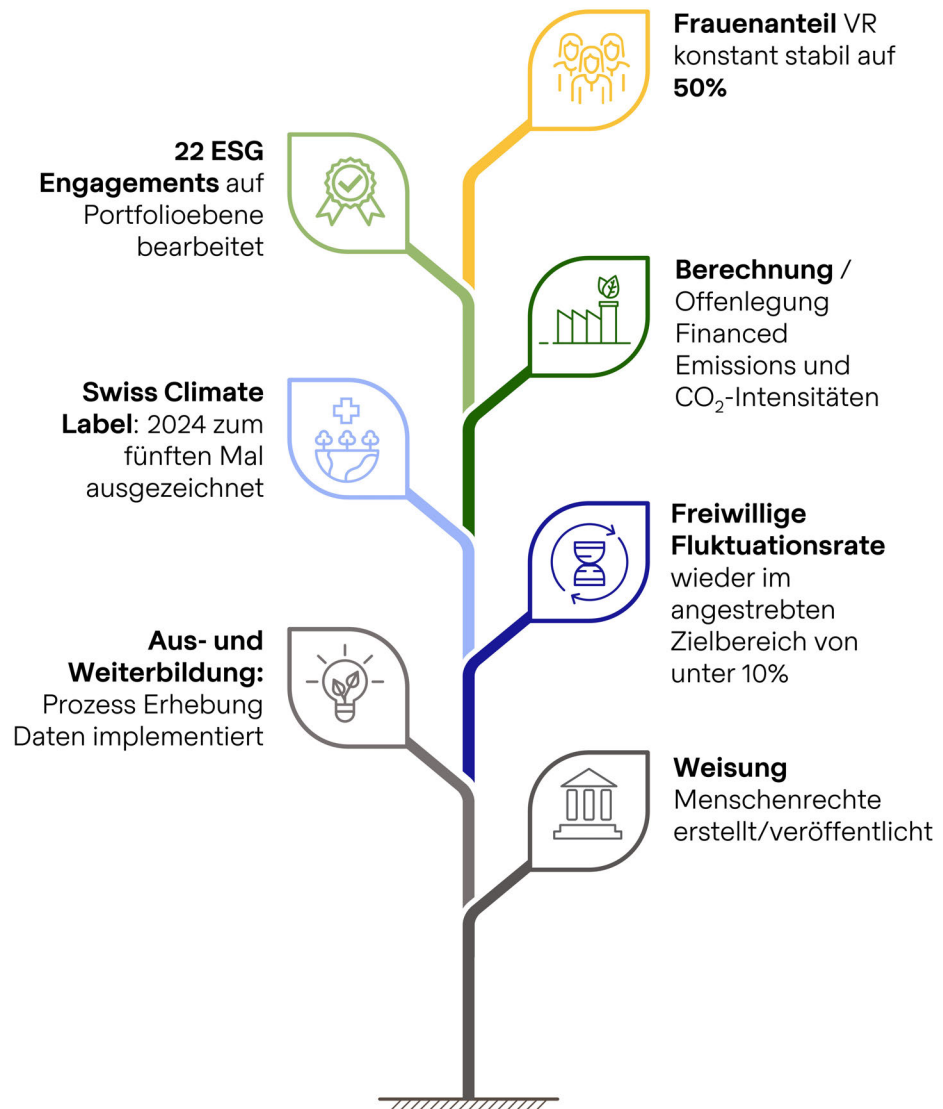 Frauenanteil VR
konstant stabil auf
50%
22 ESG
Engagements auf
Portfolioebene
bearbeitet
Berechnung /
Offenlegung
Financed
Emissions und
CO₂-Intensitäten
Swiss Climate
Label: 2024 zum
fünften Mal
ausgezeichnet
Freiwillige
Fluktuationsrate
wieder im
angestrebten
Zielbereich von
unter 10%
Aus- und
Weiterbildung:
Prozess Erhebung
Daten implementiert
Weisung
Menschenrechte
erstellt/veröffentlicht